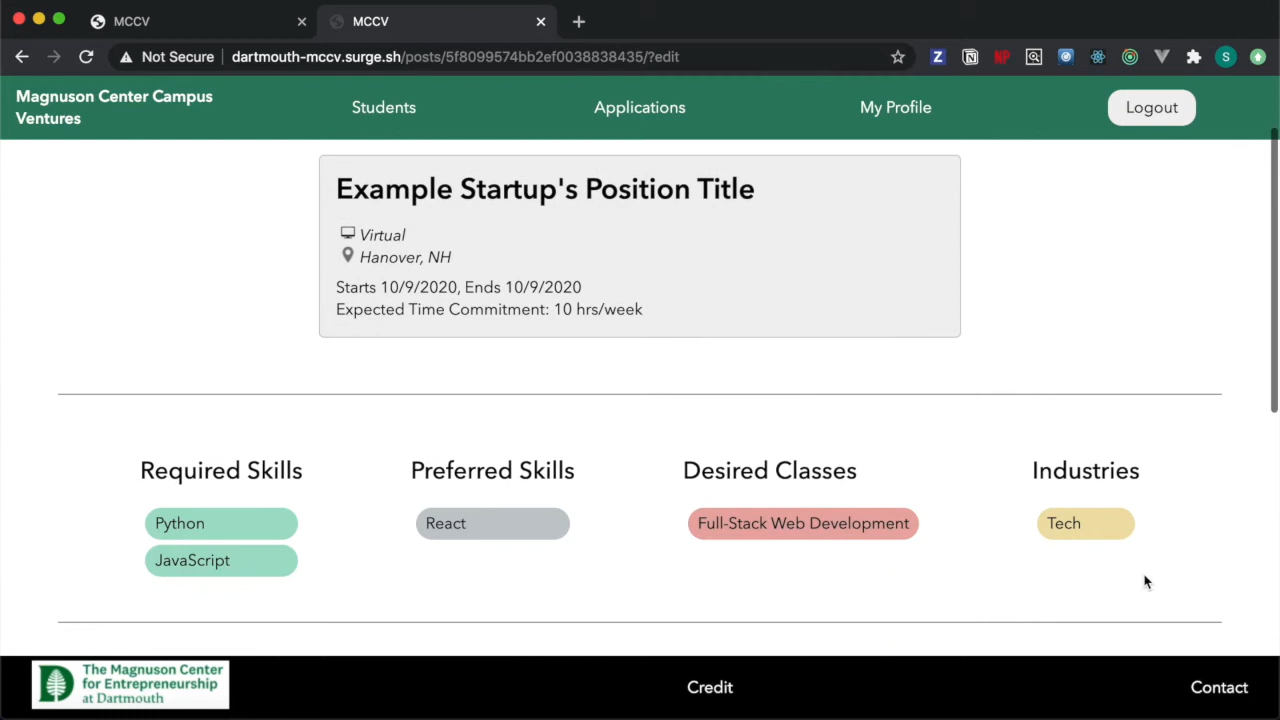 MCCV
MCCV
Not Secure
dartmouth-mccv.surge.sh/posts/5f8099574bb2ef0038838435/?edit
Z
N
NP
S
Magnuson Center Campus
Ventures
Students
Applications
My Profile
Logout
Example Startup's Position Title
Virtual
Hanover, NH
Starts 10/9/2020, Ends 10/9/2020
Expected Time Commitment: 10 hrs/week
Required Skills
Preferred Skills
Desired Classes
Industries
Python
React
Full-Stack Web Development
Tech
JavaScript
D
The Magnuson Center
for Entrepreneurship
at Dartmouth
Credit
Contact